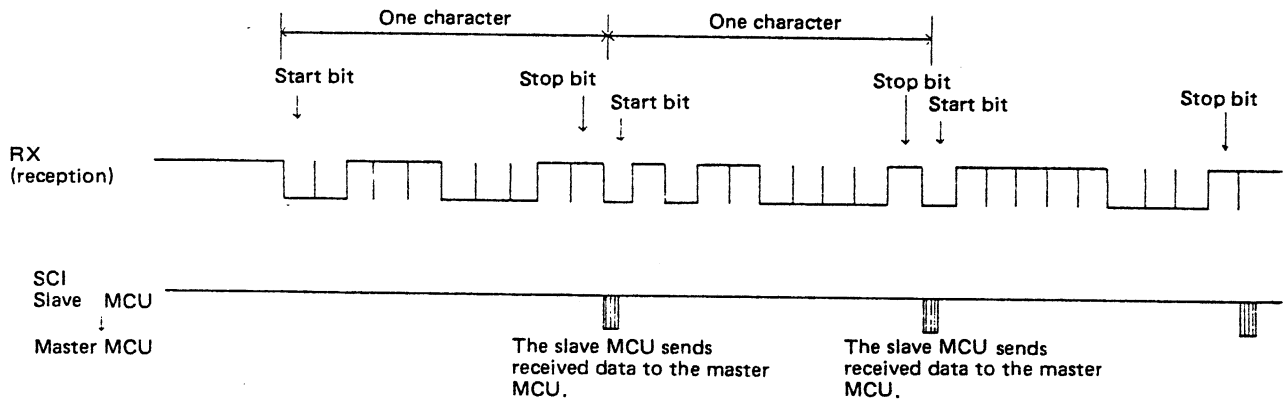 One character
One character
Start bit
Stop bit
Start bit
Stop bit
Start bit
Stop bit
RX
(reception)
SCI
Slave MCU
Master MCU
The slave MCU sends
received data to the master
MCU.
The slave MCU sends
received data to the master
MCU.